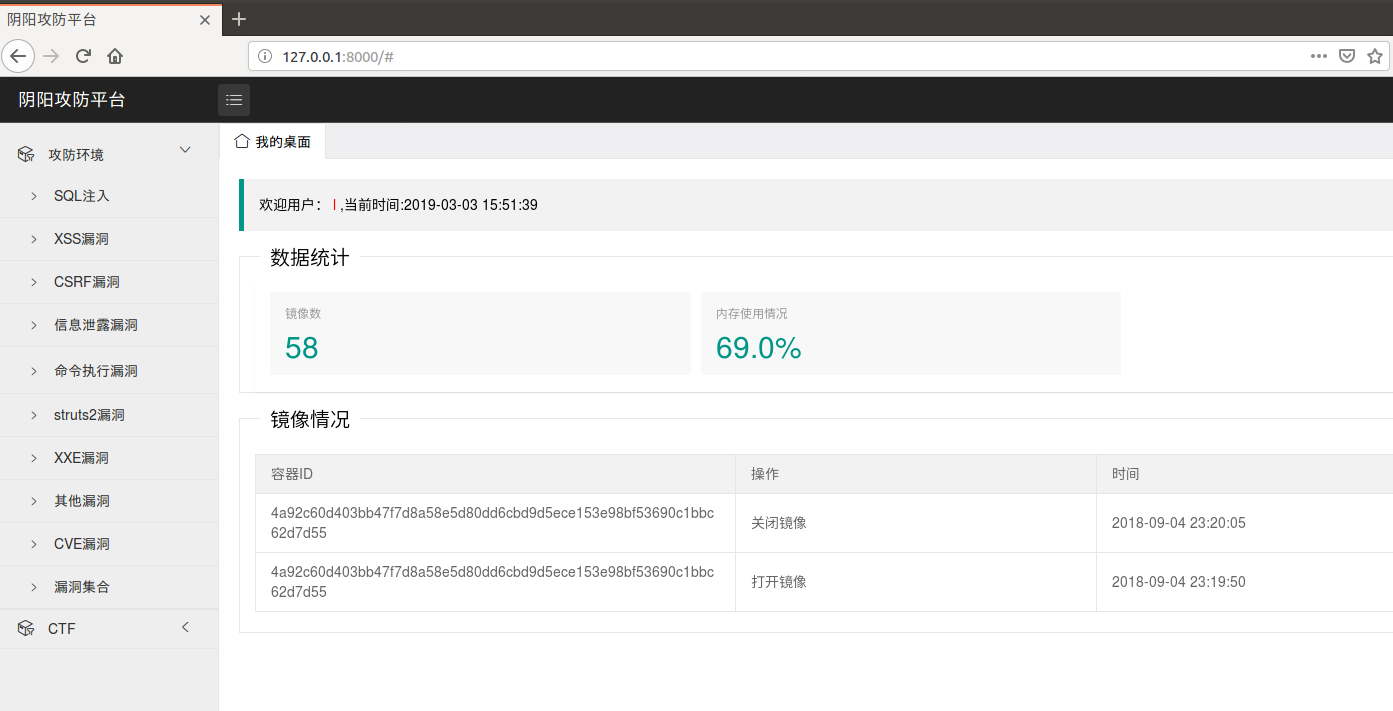 阴阳攻防平台
127.0.0.1:8000/#
阴阳攻防平台
攻防环境
SQL注入
XSS漏洞
CSRF漏洞
信息泄露漏洞
命令执行漏洞
struts2漏洞
XXE漏洞
其他漏洞
CVE漏洞
漏洞集合
CTF
我的桌面
欢迎用户： l ,当前时间:2019-03-03 15:51:39
数据统计
镜像数
58
内存使用情况
69.0%
镜像情况
容器ID 操作 时间
4a92c60d403bb47f7d8a58e5d80dd6cbd9d5ece153e98bf53690c1bbc
62d7d55
关闭镜像 2018-09-04 23:20:05
4a92c60d403bb47f7d8a58e5d80dd6cbd9d5ece153e98bf53690c1bbc
62d7d55
打开镜像 2018-09-04 23:19:50